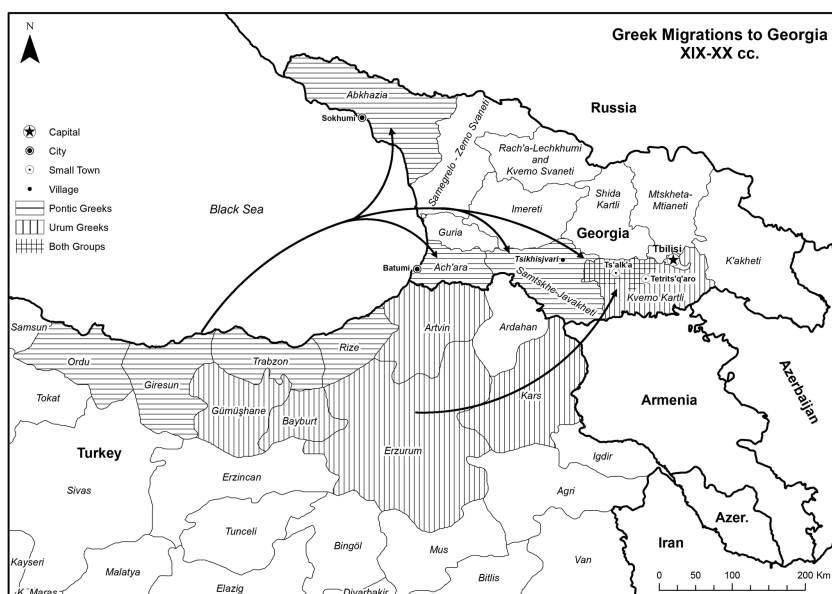 Greek Migrations to Georgia
XIX-XX cc.
N
Capital
City
Small Town
Village
Pontic Greeks
Urum Greeks
Both Groups
Black Sea
Russia
Abkhazia
Sokhumi
Samegrelo - Zemo Svaneti
Rach'a-Lechkhumi
and
Kvemo Svaneti
Imereti
Shida
Kartli
Mtskheta-
Mtianeti
Guria
Georgia
Tbilisi
K'akheti
Batumi
Ach'ara
Tsikhisjvari
Samtskhe-Javakheti
Ts'alk'a
Tetrits'q'aro
Kvemo Kartli
Samsun
Ordu
Giresun
Trabzon
Rize
Artvin
Ardahan
Kars
Tokat
Gümüşhane
Bayburt
Erzurum
Armenia
Azerbaijan
Turkey
Sivas
Erzincan
Igdir
Agri
Tunceli
Bingöl
Mus
Van
Bitlis
Kayseri
K_Maras
Malatya
Elazig
Diyarbakir
Iran
Azer.
0 50 100 200 Km